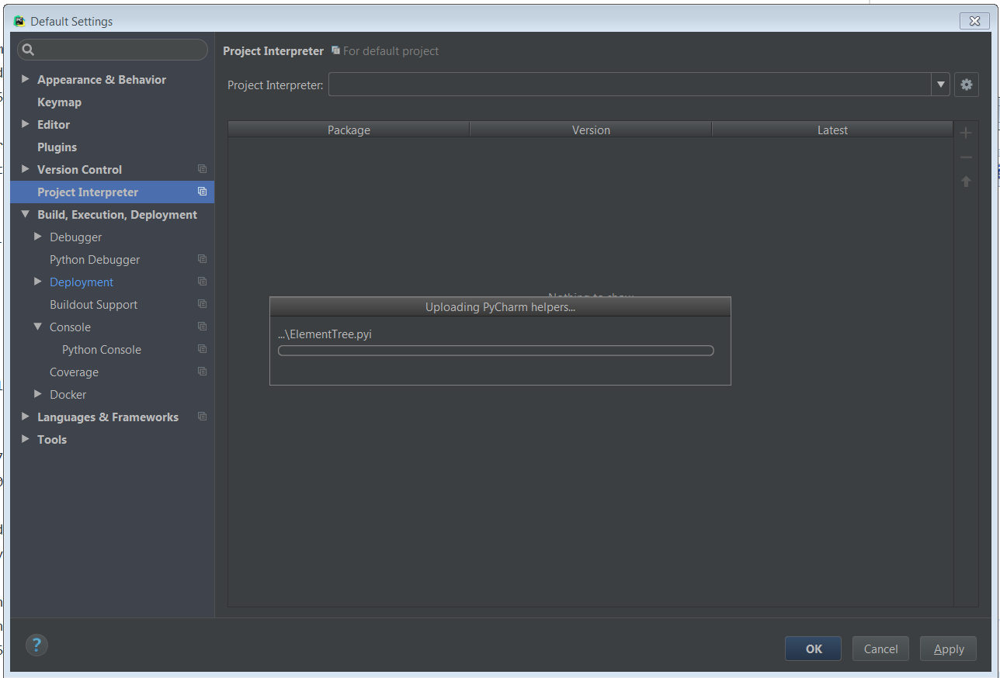 Default Settings
Project Interpreter For default project
Appearance & Behavior
Keymap
Editor
Plugins
Version Control
Project Interpreter
Build, Execution, Deployment
Debugger
Python Debugger
Deployment
Buildout Support
Console
Python Console
Coverage
Docker
Languages & Frameworks
Tools
Project Interpreter:
Package Version Latest
Nothing to show
Uploading PyCharm helpers...
...\ElementTree.pyi
?
OK Cancel Apply